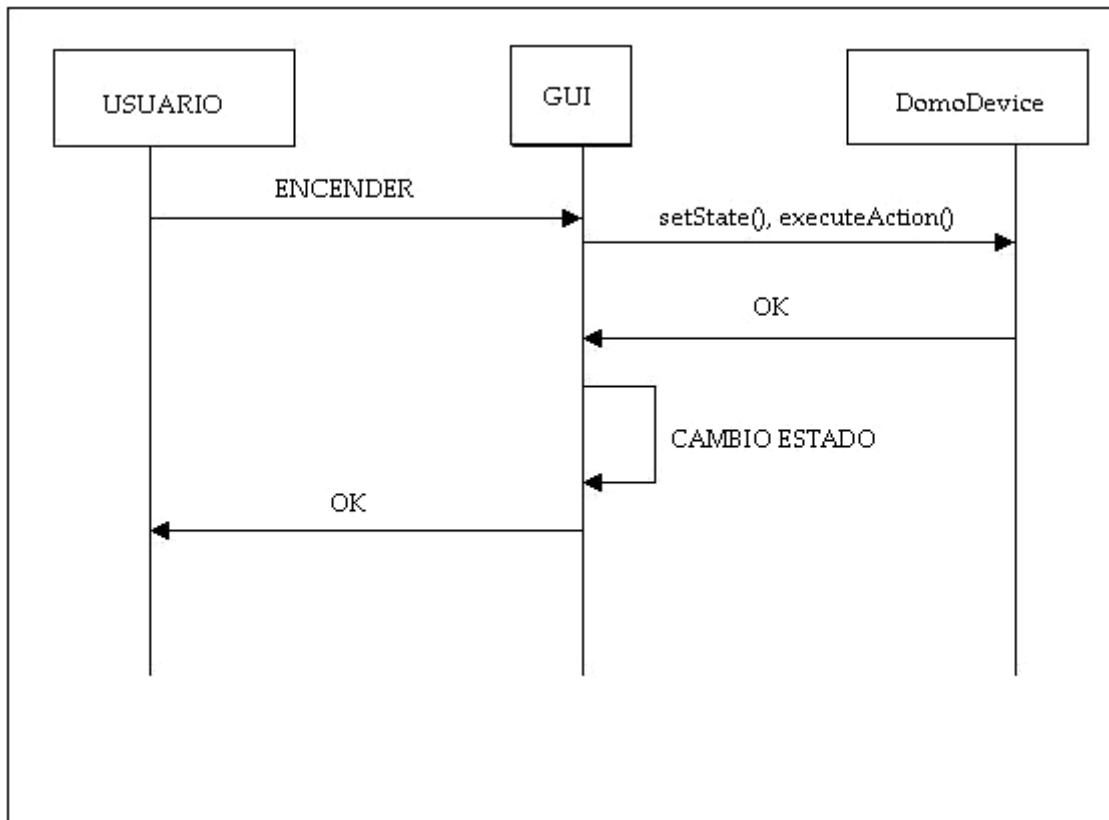 USUARIO
GUI
DomoDevice
ENCENDER
setState(), executeAction()
OK
CAMBIO ESTADO
OK